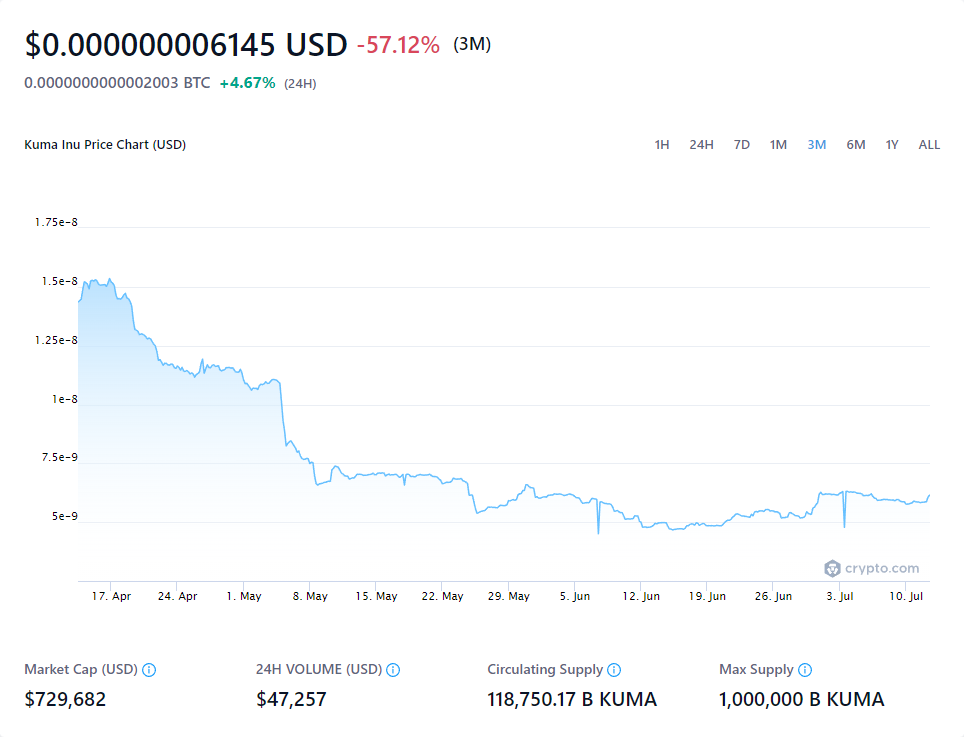 $0.000000006145 USD -57.12% (3M)
0.0000000000002003 BTC +4.67% (24H)
Kuma Inu Price Chart (USD) 1H 24H 7D 1M 3M 6M 1Y ALL
1.75e-8
1.5e-8
1.25e-8
1e-8
7.5e-9
5e-9
crypto.com
17. Apr 24. Apr 1. May 8. May 15. May 22. May 29. May 5. Jun 12. Jun 19. Jun 26. Jun 3. Jul 10. Jul
Market Cap (USD) 24H VOLUME (USD) Circulating Supply Max Supply
$729,682 $47,257 118,750.17 B KUMA 1,000,000 B KUMA